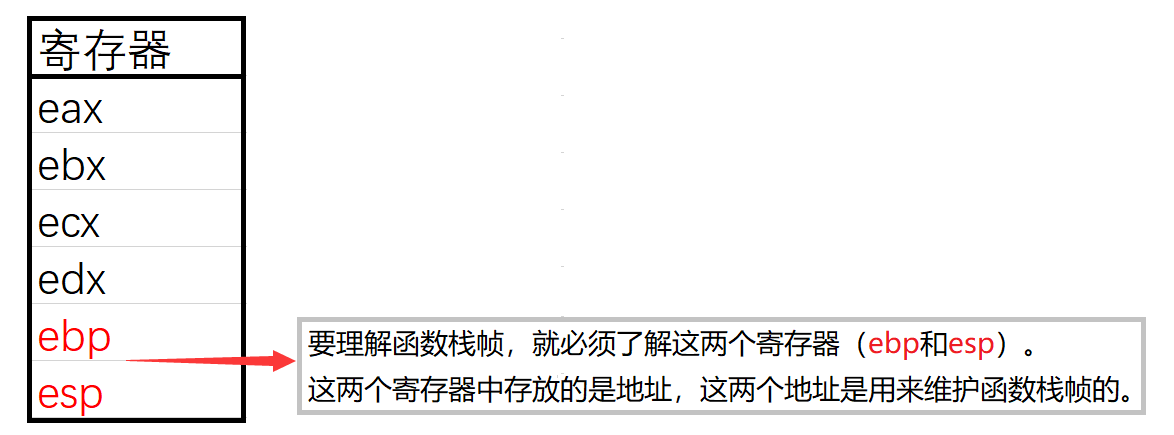 寄存器
eax
ebx
ecx
edx
ebp
esp
要理解函数栈帧，就必须了解这两个寄存器（ebp和esp）。
这两个寄存器中存放的是地址，这两个地址是用来维护函数栈帧的。